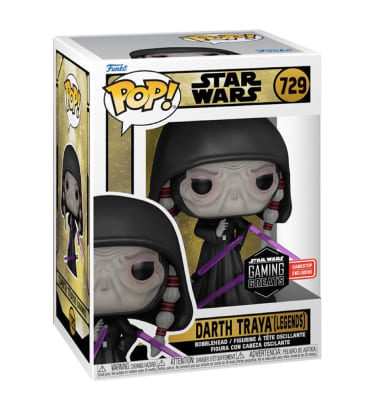 Funko
POP!
STAR
WARS
729
POP!
STAR WARS
GAMING
GREATS
GAMESTOP
EXCLUSIVE
DARTH TRAYA (LEGENDS)
BOBBLEHEAD / FIGURINE À TÊTE OSCILLANTE
FIGURA CON CABEZA OSCILANTE